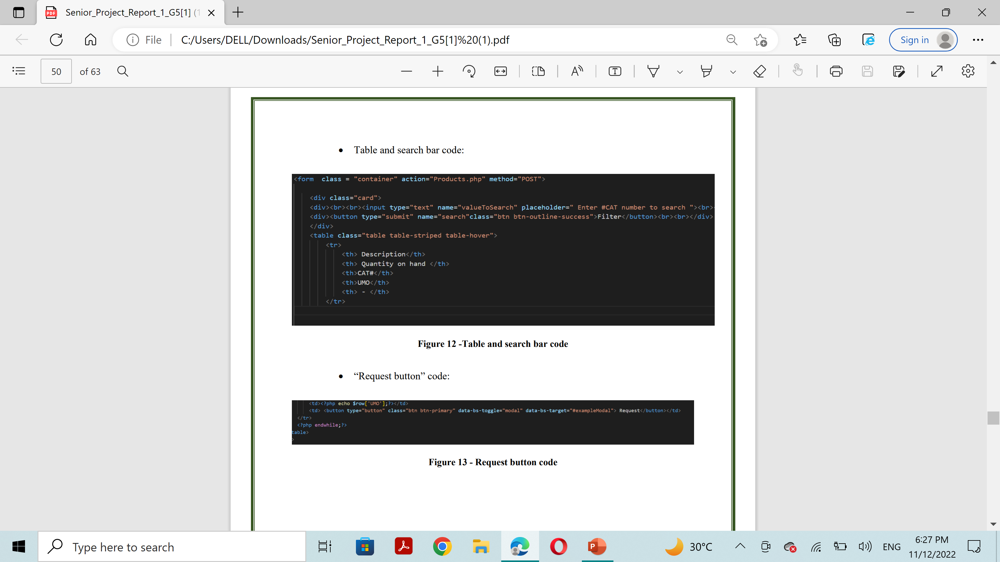 Senior_Project_Report_1_G5[1] (1
File
C:/Users/DELL/Downloads/Senior_Project_Report_1_G5[1]%20(1).pdf
Sign in
50 of 63
• Table and search bar code:
<form  class = "container" action="Products.php" method="POST">
<div class="card">
<div><br><br><input type="text" name="valueToSearch" placeholder=" Enter #CAT number to search "><br>
<div><button type="submit" name="search"class="btn btn-outline-success">Filter</button><br><br></div>
</div>
<table class="table table-striped table-hover">
<tr>
<th> Description</th>
<th> Quantity on hand </th>
<th>CAT#</th>
<th>UMO</th>
<th> - </th>
</tr>
Figure 12 -Table and search bar code
• “Request button” code:
<td><?php echo $row['UMO'];?></td>
<td> <button type="button" class="btn btn-primary" data-bs-toggle="modal" data-bs-target="#exampleModal"> Request</button></td>
</tr>
<?php endwhile;?>
table>
>
Figure 13 - Request button code
Type here to search
30°C
ENG
6:27 PM
11/12/2022